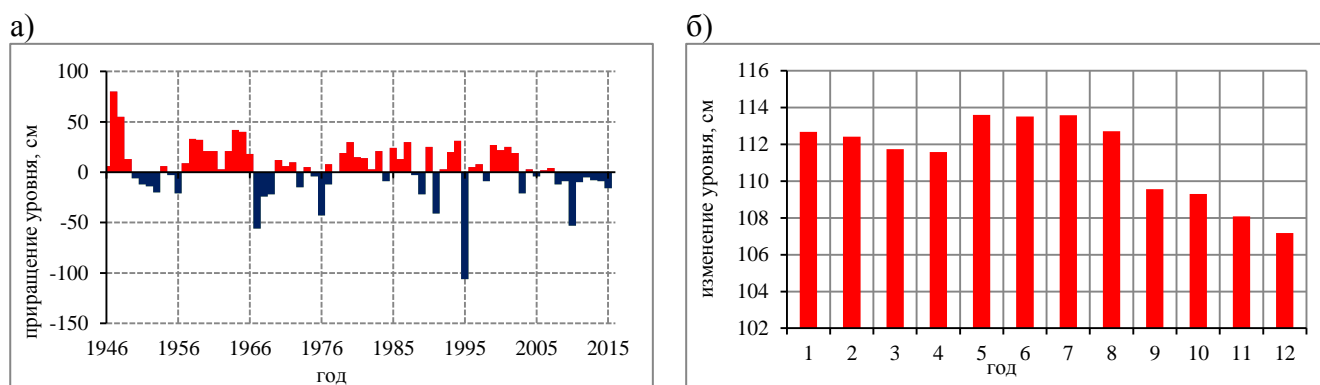 а)
приращение уровня, см
100
50
0
-50
-100
-150
1946 1956 1966 1976 1985 1995 2005 2015
год
б)
изменение уровня, см
116
114
112
110
108
106
104
102
1 2 3 4 5 6 7 8 9 10 11 12
год